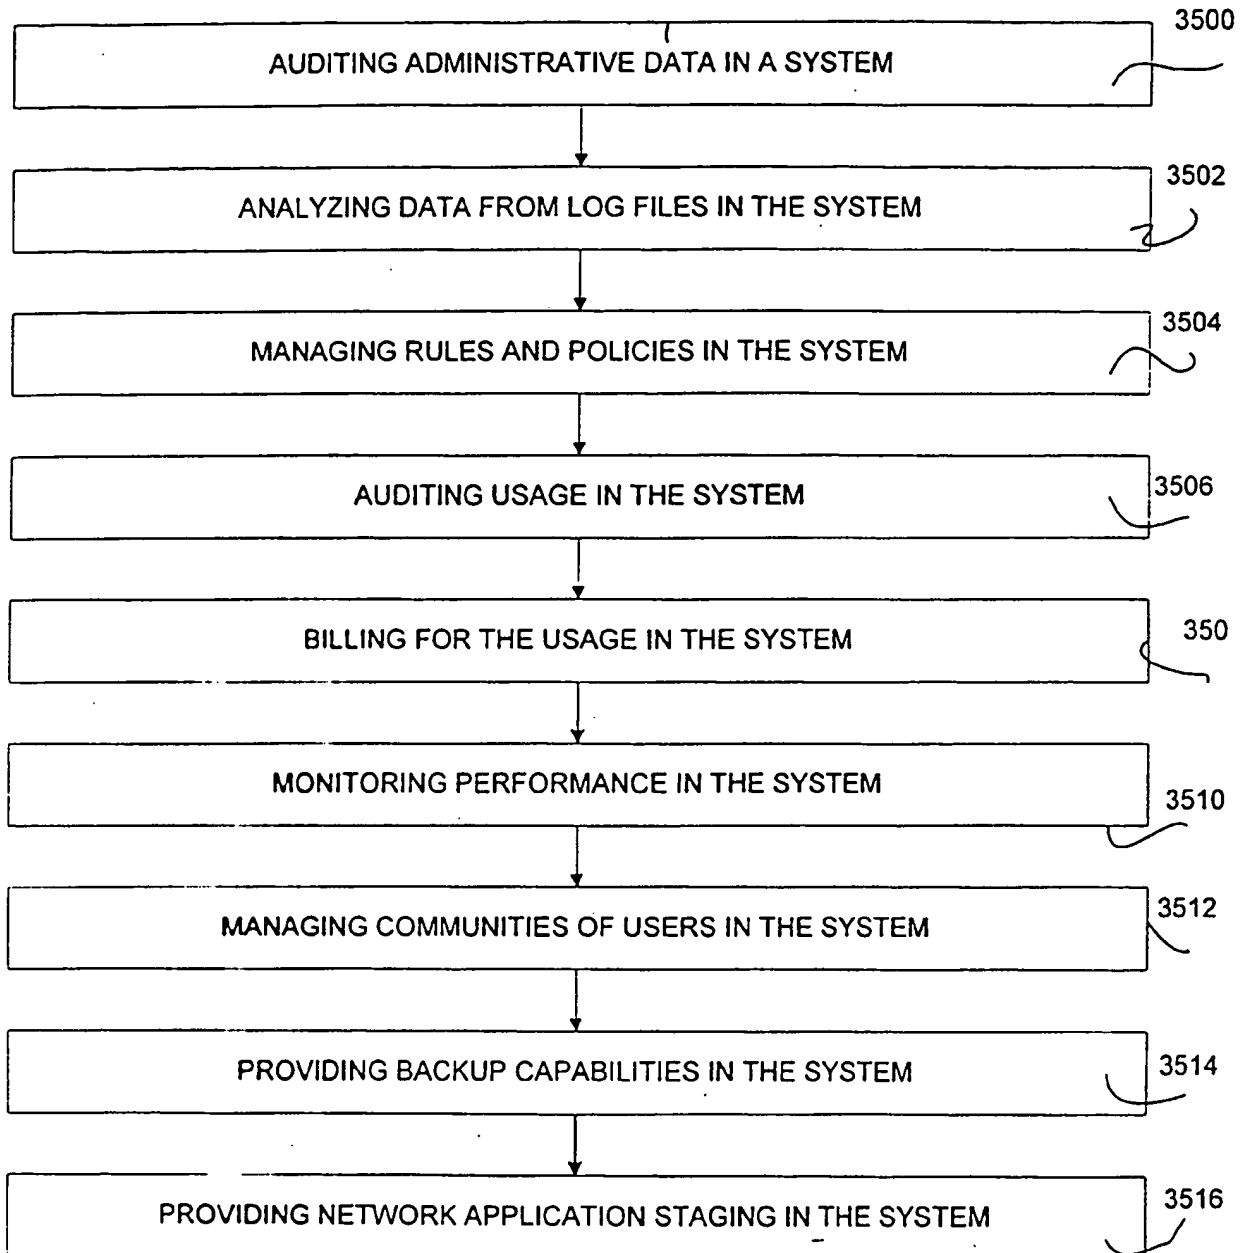 3500
AUDITING ADMINISTRATIVE DATA IN A SYSTEM
3502
ANALYZING DATA FROM LOG FILES IN THE SYSTEM
3504
MANAGING RULES AND POLICIES IN THE SYSTEM
3506
AUDITING USAGE IN THE SYSTEM
350
BILLING FOR THE USAGE IN THE SYSTEM
MONITORING PERFORMANCE IN THE SYSTEM
3510
3512
MANAGING COMMUNITIES OF USERS IN THE SYSTEM
3514
PROVIDING BACKUP CAPABILITIES IN THE SYSTEM
3516
PROVIDING NETWORK APPLICATION STAGING IN THE SYSTEM